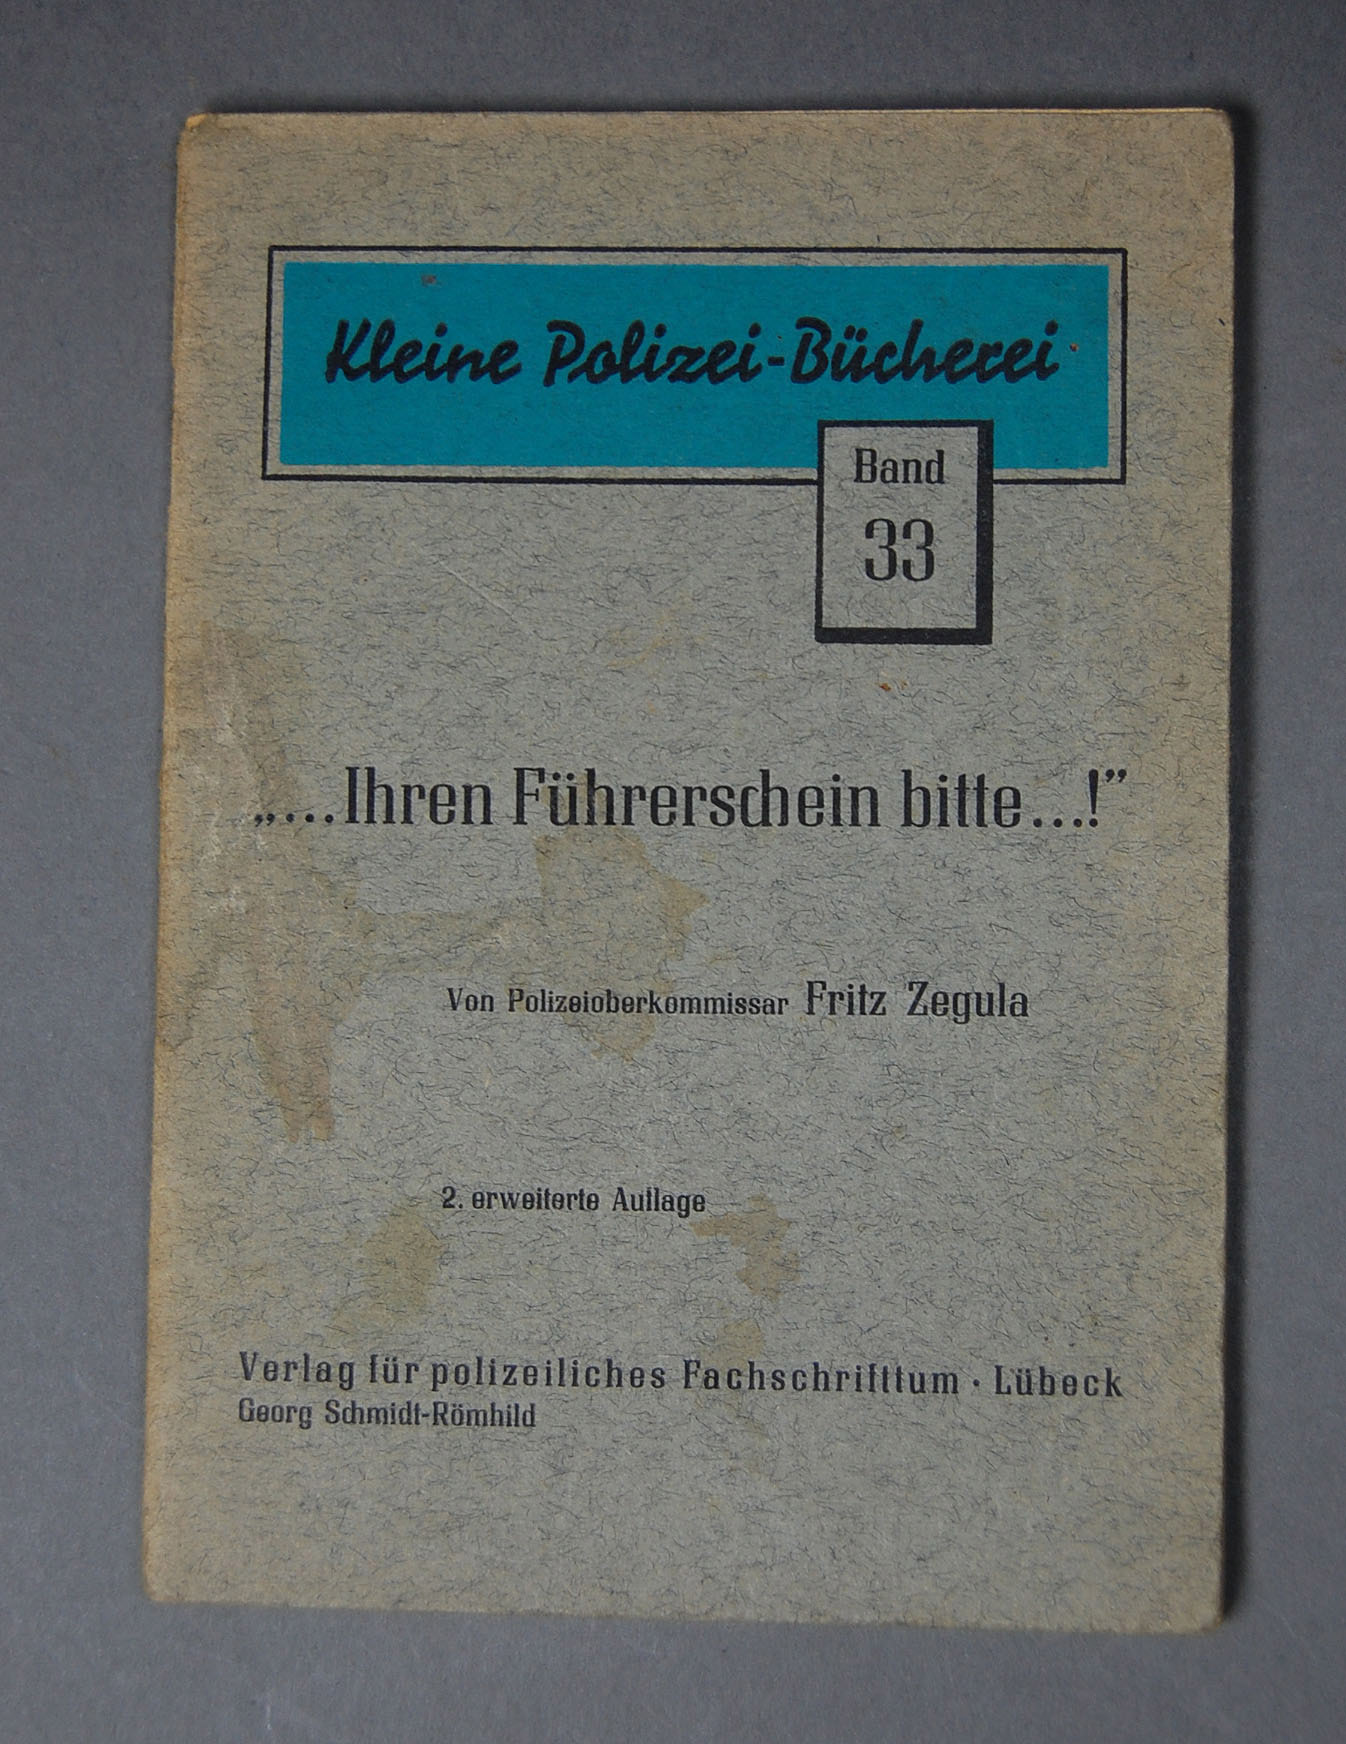 Kleine Polizei-Bücherei
Band
33
„...Ihren Führerschein bitte...!”
Von Polizeioberkommissar Fritz Zegula
2. erweiterte Auflage
Verlag für polizeiliches Fachschrifttum · Lübeck
Georg Schmidt-Römhild